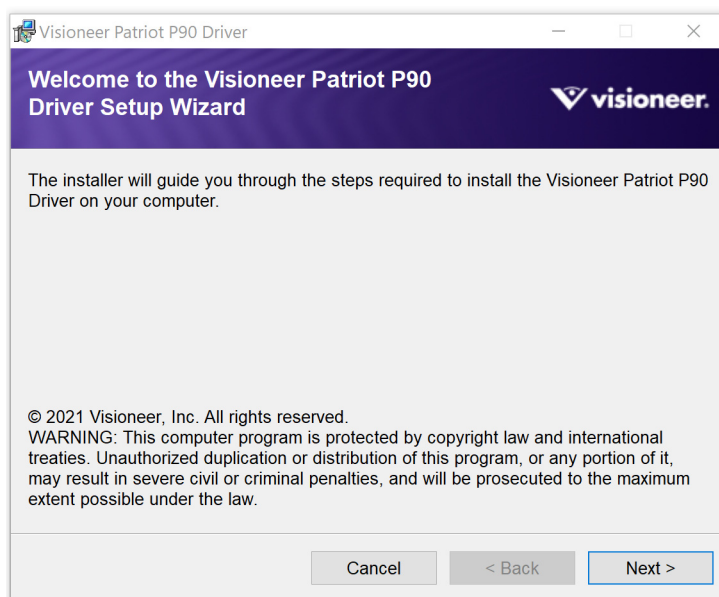 Visioneer Patriot P90 Driver
Welcome to the Visioneer Patriot P90
Driver Setup Wizard
visioneer.
The installer will guide you through the steps required to install the Visioneer Patriot P90
Driver on your computer.
© 2021 Visioneer, Inc. All rights reserved.
WARNING: This computer program is protected by copyright law and international
treaties. Unauthorized duplication or distribution of this program, or any portion of it,
may result in severe civil or criminal penalties, and will be prosecuted to the maximum
extent possible under the law.
Cancel
< Back
Next >